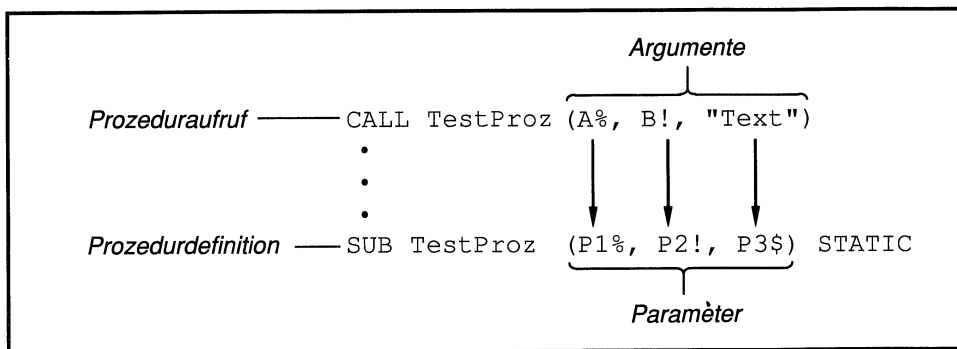 Argumente
Prozeduraufruf CALL TestProz (A%, B!, "Text")
Prozedurdefinition SUB TestProz (P1%, P2!, P3$) STATIC
Paramèter